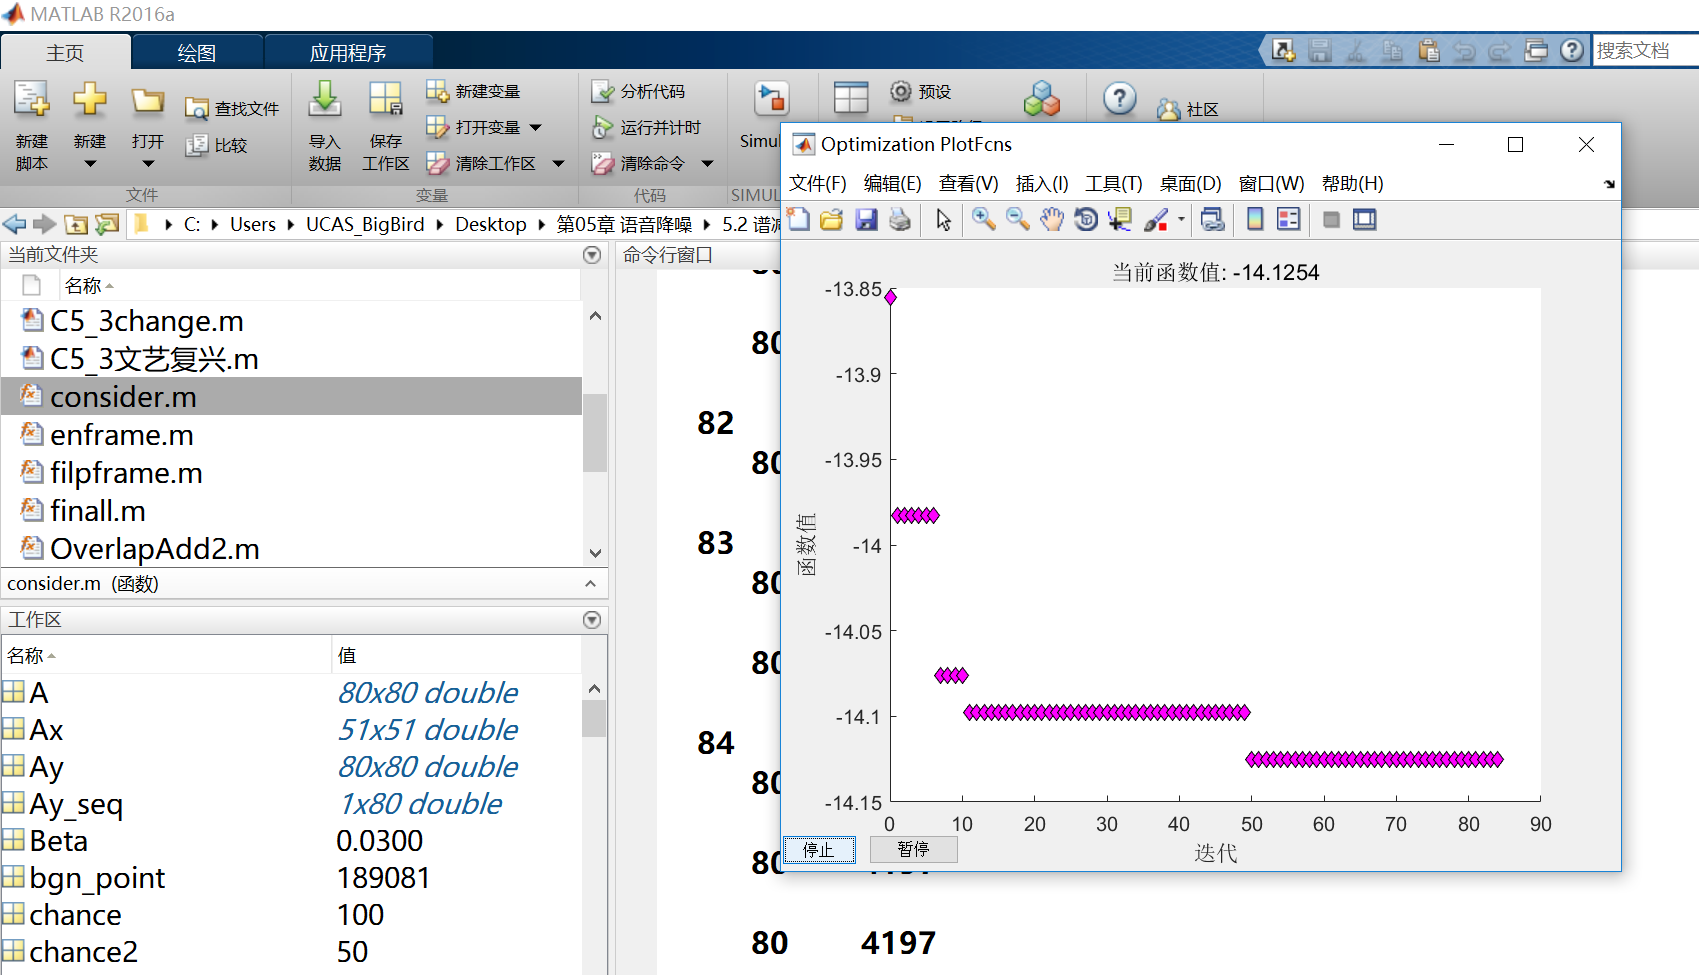 MATLAB R2016a
主页
绘图
应用程序
搜索文档
新建
脚本
新建
打开
查找文件
比较
导入
数据
保存
工作区
新建变量
打开变量
清除工作区
分析代码
运行并计时
清除命令
Simul
预设
社区
文件
变量
代码
SIMUL
C:
Users
UCAS_BigBird
Desktop
第05章 语音降噪
5.2 谱减
当前文件夹
名称
C5_3change.m
C5_3文艺复兴.m
consider.m
enframe.m
filpframe.m
finall.m
OverlapAdd2.m
consider.m (函数)
工作区
名称 值
A 80x80 double
Ax 51x51 double
Ay 80x80 double
Ay_seq 1x80 double
Beta 0.0300
bgn_point 189081
chance 100
chance2 50
命令行窗口
80
82
80
83
80
80
84
80
80
80 4197
Optimization PlotFcns
文件(F) 编辑(E) 查看(V) 插入(I) 工具(T) 桌面(D) 窗口(W) 帮助(H)
当前函数值: -14.1254
-13.85
-13.9
-13.95
-14
-14.05
-14.1
-14.15
函数值
0 10 20 30 40 50 60 70 80 90
迭代
停止
暂停